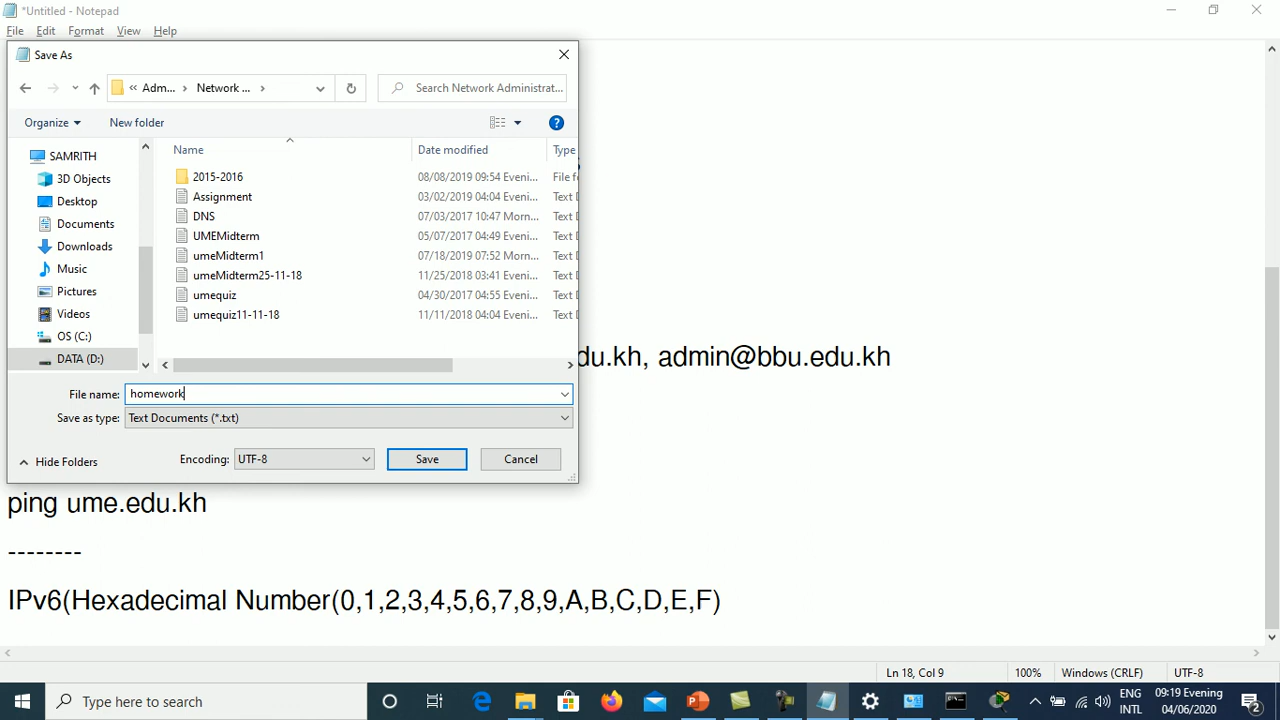 *Untitled - Notepad
File Edit Format View Help
Save As
« Adm... › Network ... ›
Search Network Administrat...
Organize
New folder
Name Date modified Type
SAMRITH
3D Objects
Desktop
Documents
Downloads
Music
Pictures
Videos
OS (C:)
DATA (D:)
2015-2016 08/08/2019 09:54 Eveni... File f
Assignment 03/02/2019 04:04 Eveni... Text D
DNS 07/03/2017 10:47 Morn... Text D
UMEMidterm 05/07/2017 04:49 Eveni... Text D
umeMidterm1 07/18/2019 07:52 Morn... Text D
umeMidterm25-11-18 11/25/2018 03:41 Eveni... Text D
umequiz 04/30/2017 04:55 Eveni... Text D
umequiz11-11-18 11/11/2018 04:04 Eveni... Text D
du.kh, admin@bbu.edu.kh
File name: homework
Save as type: Text Documents (*.txt)
Hide Folders
Encoding: UTF-8
Save
Cancel
ping ume.edu.kh
--------
IPv6(Hexadecimal Number(0,1,2,3,4,5,6,7,8,9,A,B,C,D,E,F)
Ln 18, Col 9 100% Windows (CRLF) UTF-8
Type here to search
ENG
INTL
09:19 Evening
04/06/2020
2